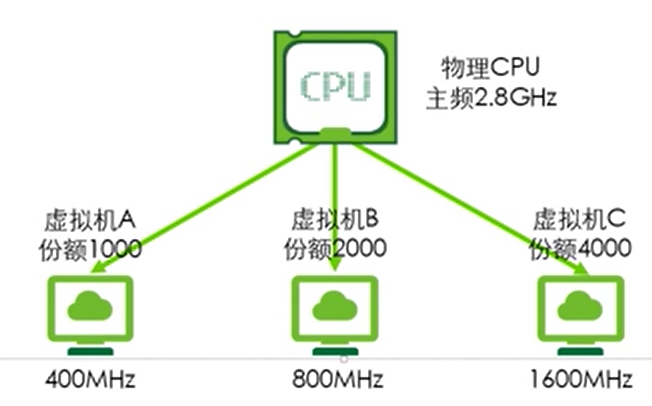 CPU
物理CPU
主频2.8GHz
虚拟机A
份额1000
虚拟机B
份额2000
虚拟机C
份额4000
400MHz
800MHz
1600MHz